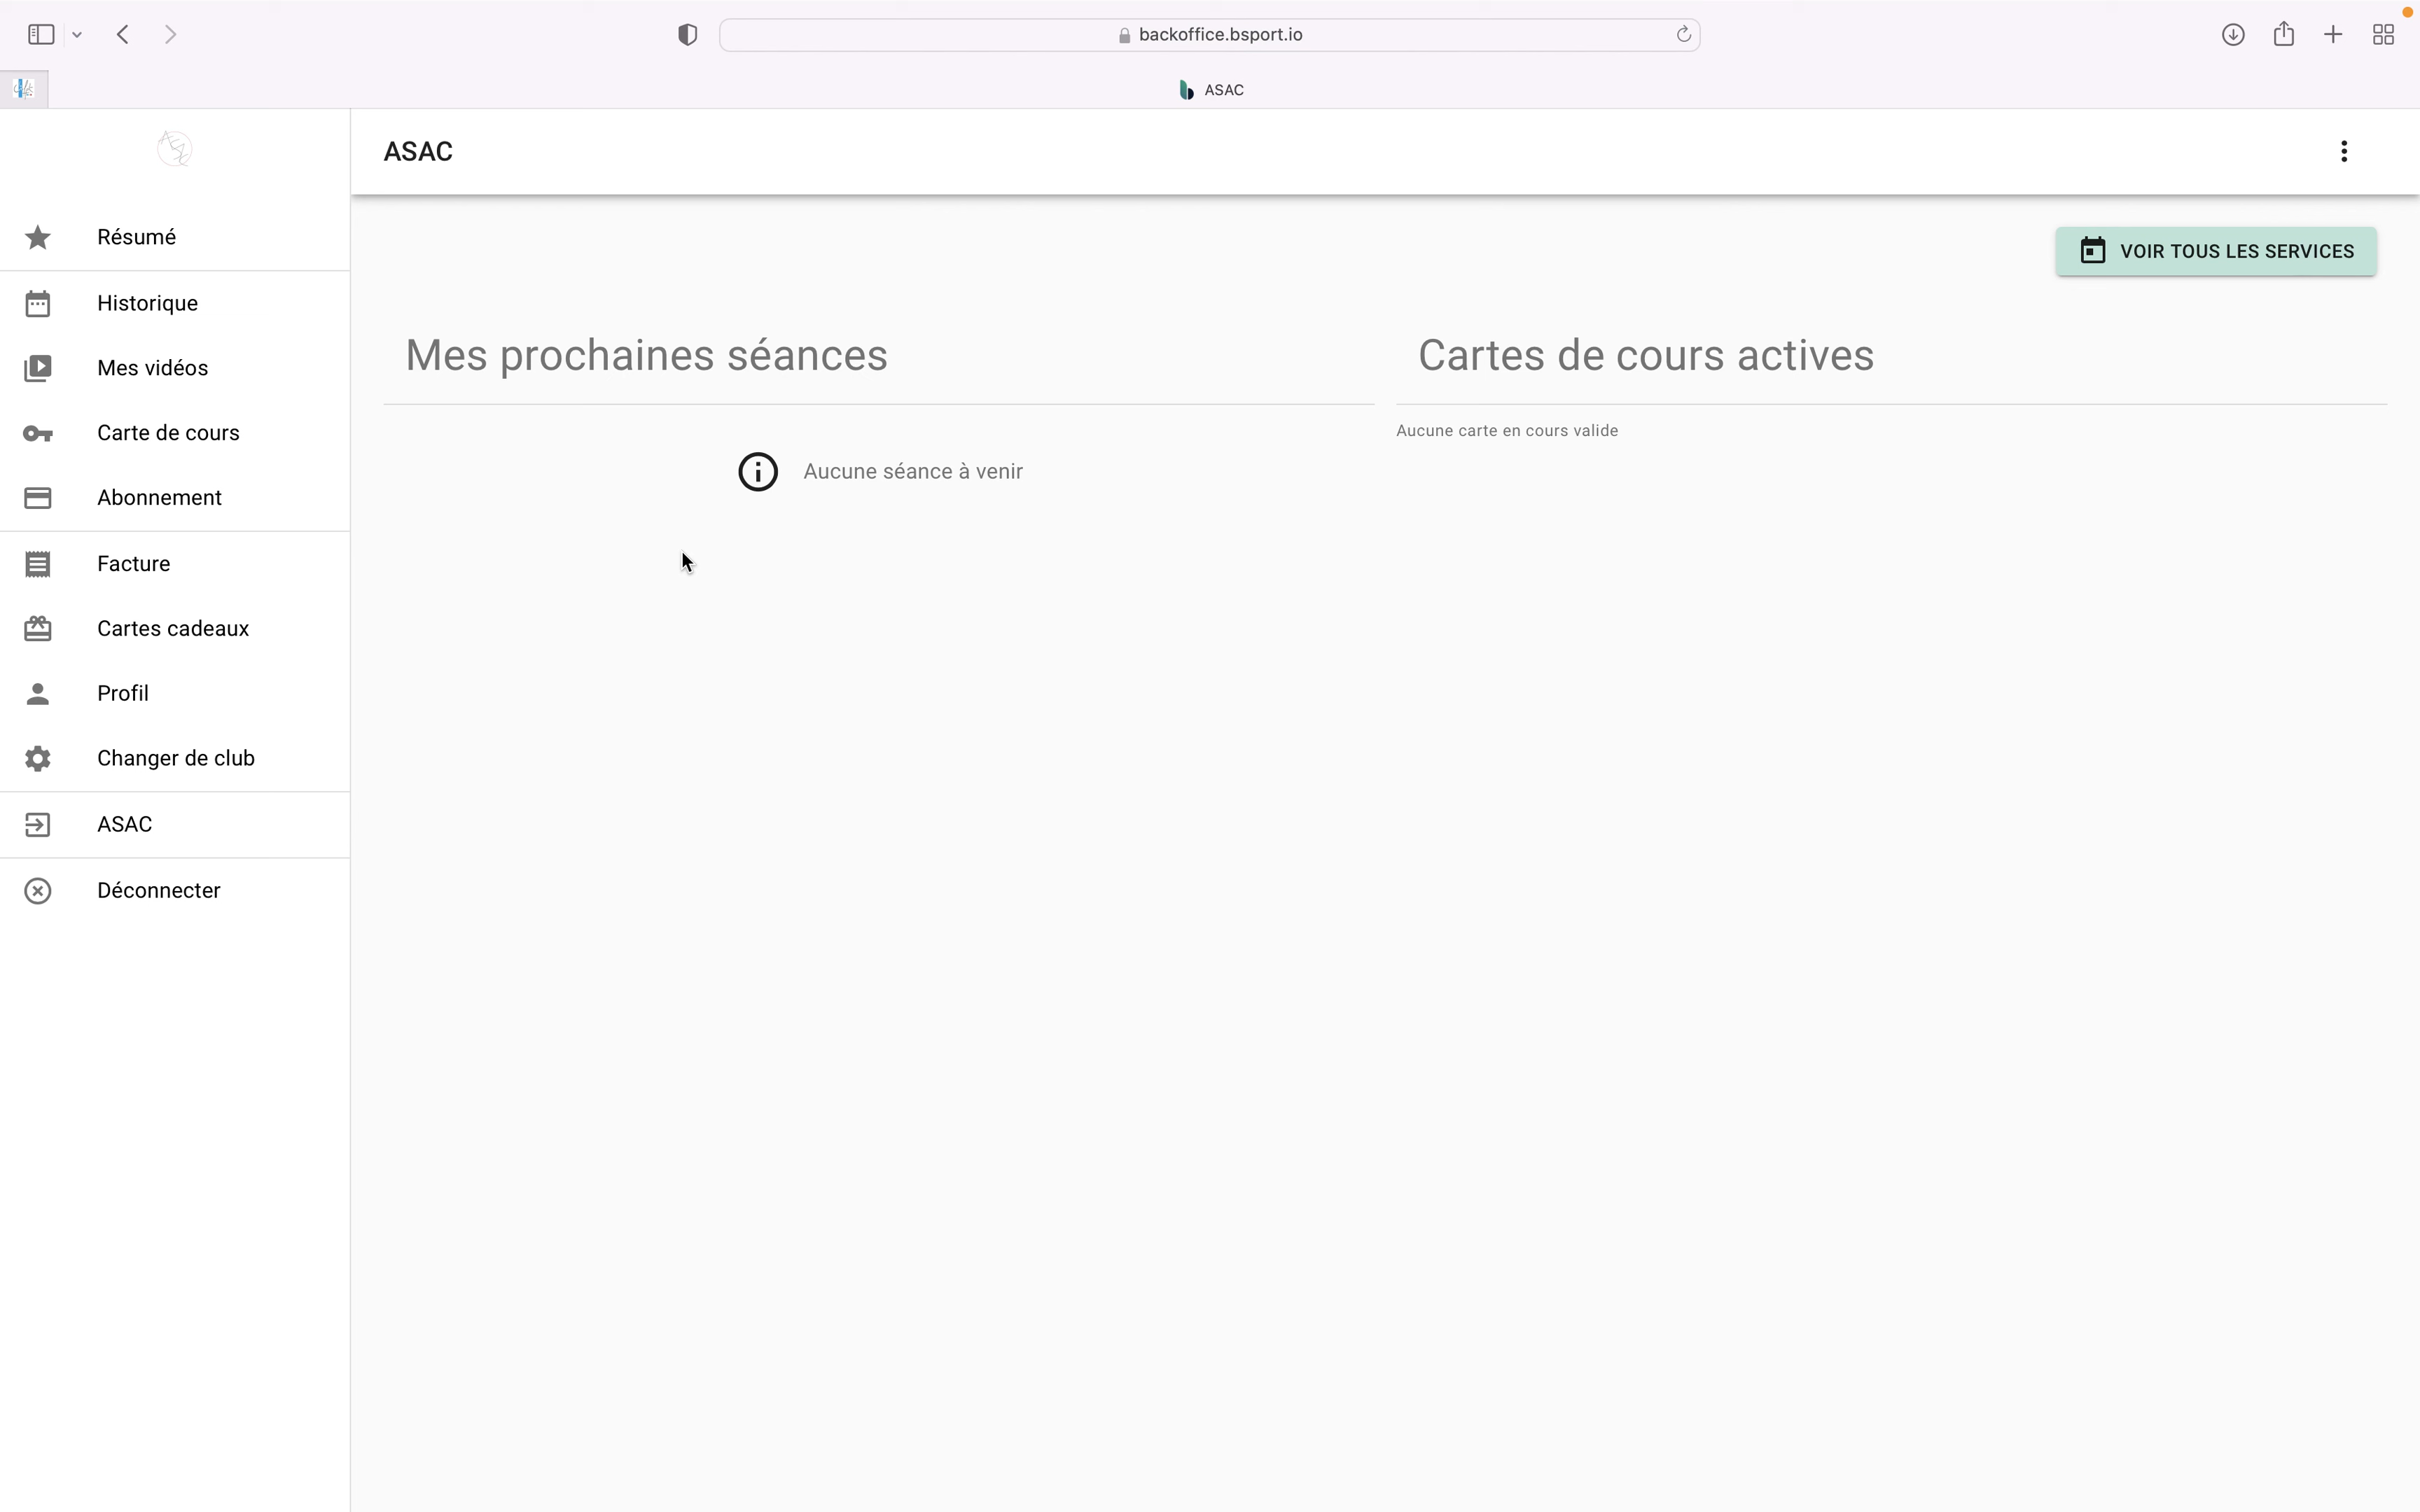 backoffice.bsport.io
ASAC
ASAC
Résumé
Historique
Mes vidéos
Carte de cours
Abonnement
Facture
Cartes cadeaux
Profil
Changer de club
ASAC
Déconnecter
VOIR TOUS LES SERVICES
Mes prochaines séances
Aucune séance à venir
Cartes de cours actives
Aucune carte en cours valide